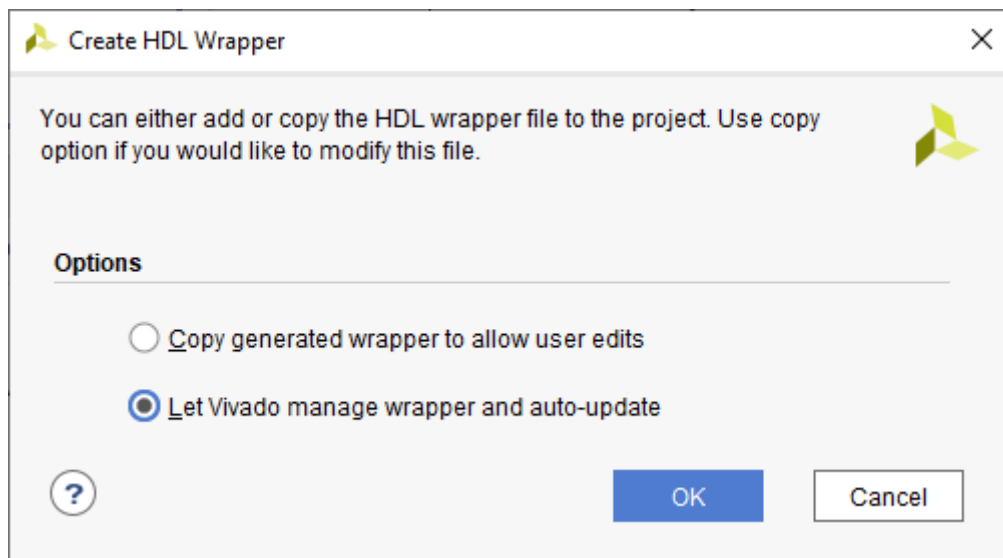 Create HDL Wrapper
You can either add or copy the HDL wrapper file to the project. Use copy
option if you would like to modify this file.
Options
Copy generated wrapper to allow user edits
Let Vivado manage wrapper and auto-update
?
OK
Cancel